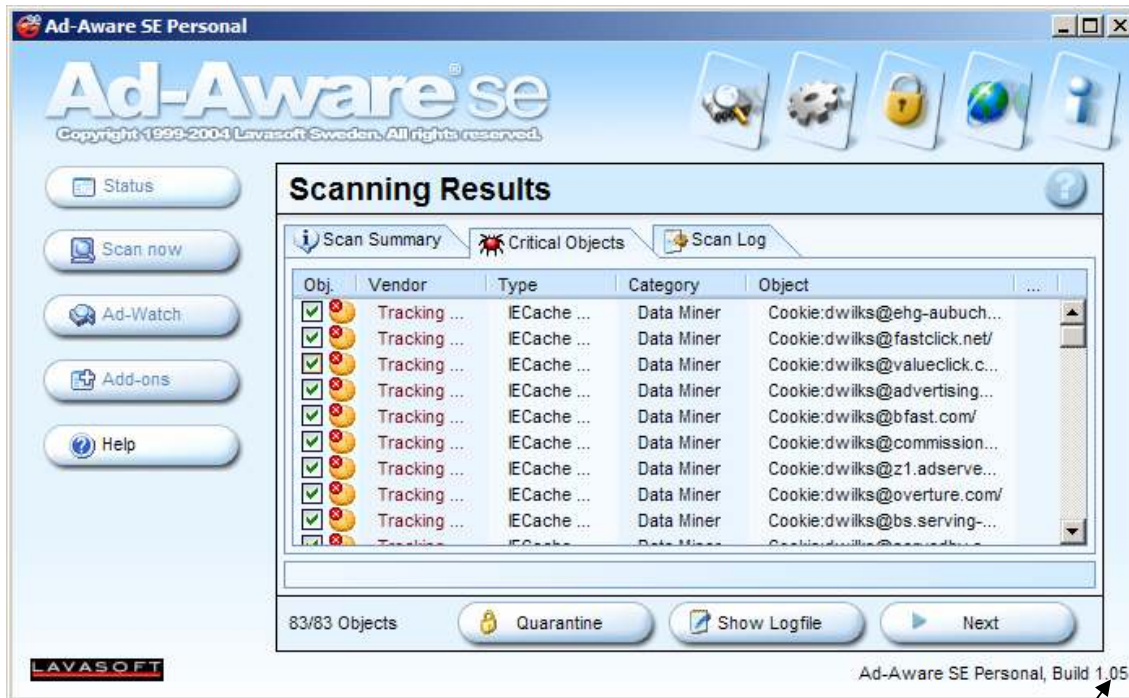 Ad-Aware SE Personal
Ad-Aware® se
Copyright 1999-2004 Lavasoft Sweden. All rights reserved.
Status
Scan now
Ad-Watch
Add-ons
Help
Scanning Results
Scan Summary
Critical Objects
Scan Log
Obj. Vendor Type Category Object ...
Tracking ... IECache ... Data Miner Cookie:dwilks@ehg-aubuch...
Tracking ... IECache ... Data Miner Cookie:dwilks@fastclick.net/
Tracking ... IECache ... Data Miner Cookie:dwilks@valueclick.c...
Tracking ... IECache ... Data Miner Cookie:dwilks@advertising...
Tracking ... IECache ... Data Miner Cookie:dwilks@bfast.com/
Tracking ... IECache ... Data Miner Cookie:dwilks@commission...
Tracking ... IECache ... Data Miner Cookie:dwilks@z1.adserve...
Tracking ... IECache ... Data Miner Cookie:dwilks@overture.com/
Tracking ... IECache ... Data Miner Cookie:dwilks@bs.serving-...
83/83 Objects
Quarantine
Show Logfile
Next
LAVASOFT
Ad-Aware SE Personal, Build 1.05